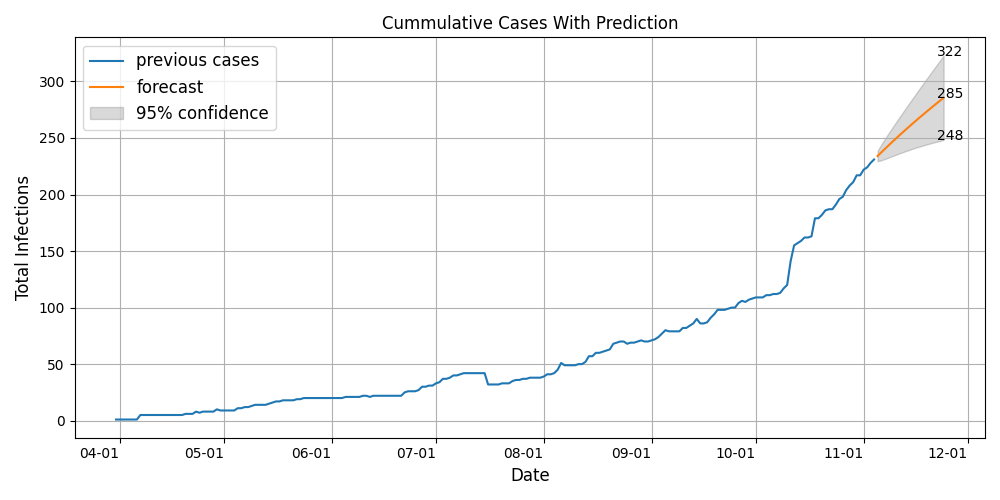 Cummulative Cases With Prediction
previous cases
forecast
95% confidence
322
285
248
300
250
200
150
100
50
0
Total Infections
04-01 05-01 06-01 07-01 08-01 09-01 10-01 11-01 12-01
Date